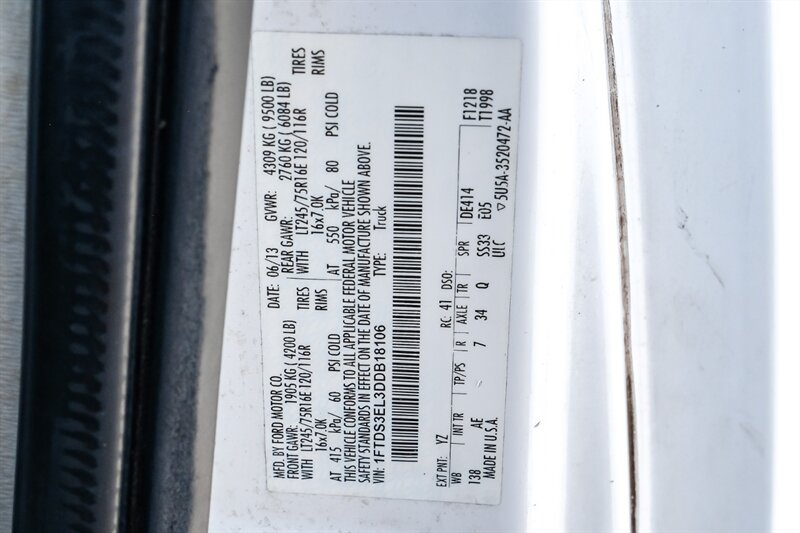 MFD. BY FORD MOTOR CO.
DATE: 06/13 GVWR: 4309 KG ( 9500 LB)
FRONT GAWR: 1905 KG ( 4200 LB) REAR GAWR: 2760 KG ( 6084 LB)
WITH LT245/75R16E 120/116R TIRES WITH LT245/75R16E 120/116R TIRES
16x7.0K RIMS 16x7.0K RIMS
AT 415 kPa/ 60 PSI COLD AT 550 kPa/ 80 PSI COLD
THIS VEHICLE CONFORMS TO ALL APPLICABLE FEDERAL MOTOR VEHICLE
SAFETY STANDARDS IN EFFECT ON THE DATE OF MANUFACTURE SHOWN ABOVE.
VIN: 1FTDS3EL3DDB18106 TYPE: Truck
EXT PNT: YZ RC: 41 DSO:
WB INT TR TP/PS R AXLE TR SPR DE414 F1218
138 AE 7 34 Q SS33 E05 T1998
MADE IN U.S.A. ULC ▽5U5A-3520472-AA